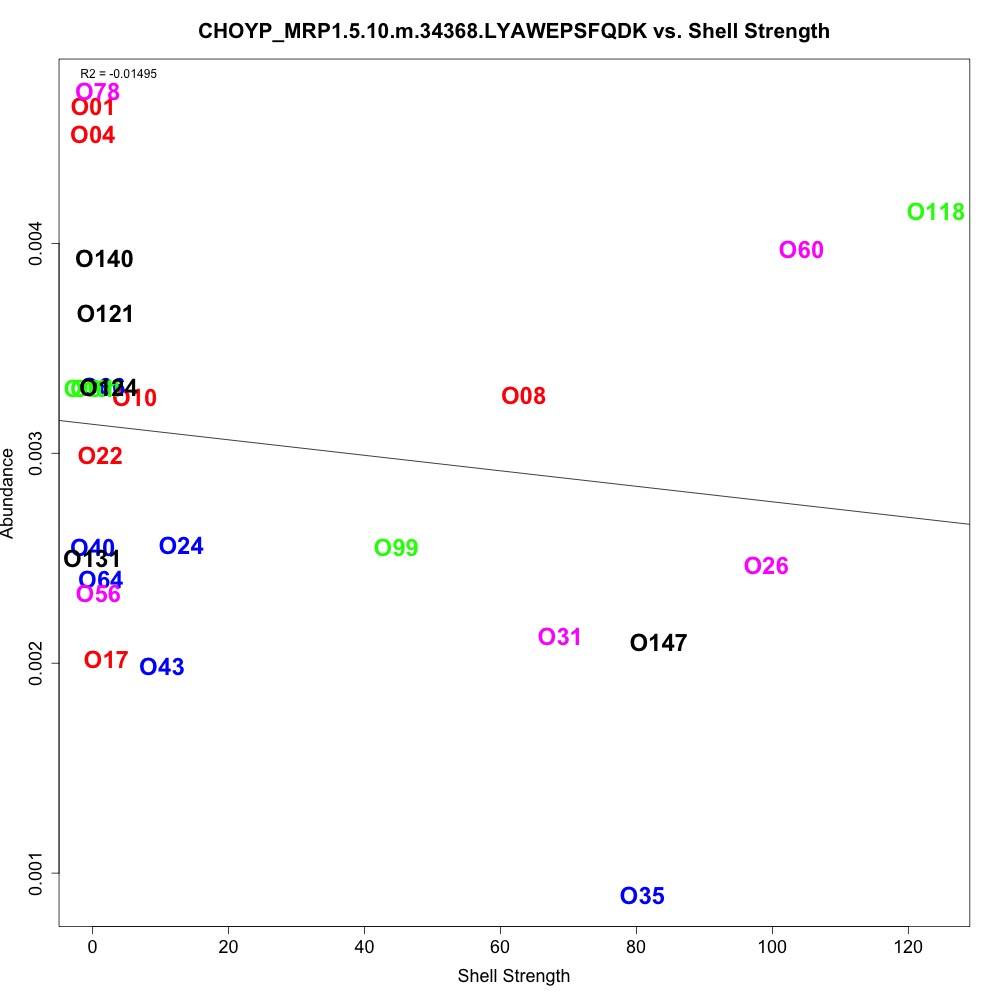 CHOYP_MRP1.5.10.m.34368.LYAWEPSFQDK vs. Shell Strength
R2 = -0.01495
O78
O01
O04
O118
0.004
O60
O140
O121
O124
O10
O08
O22
0.003
Abundance
O40
O24
O99
O131
O26
O64
O56
O31
O147
O17
O43
0.002
O35
0.001
0 20 40 60 80 100 120
Shell Strength